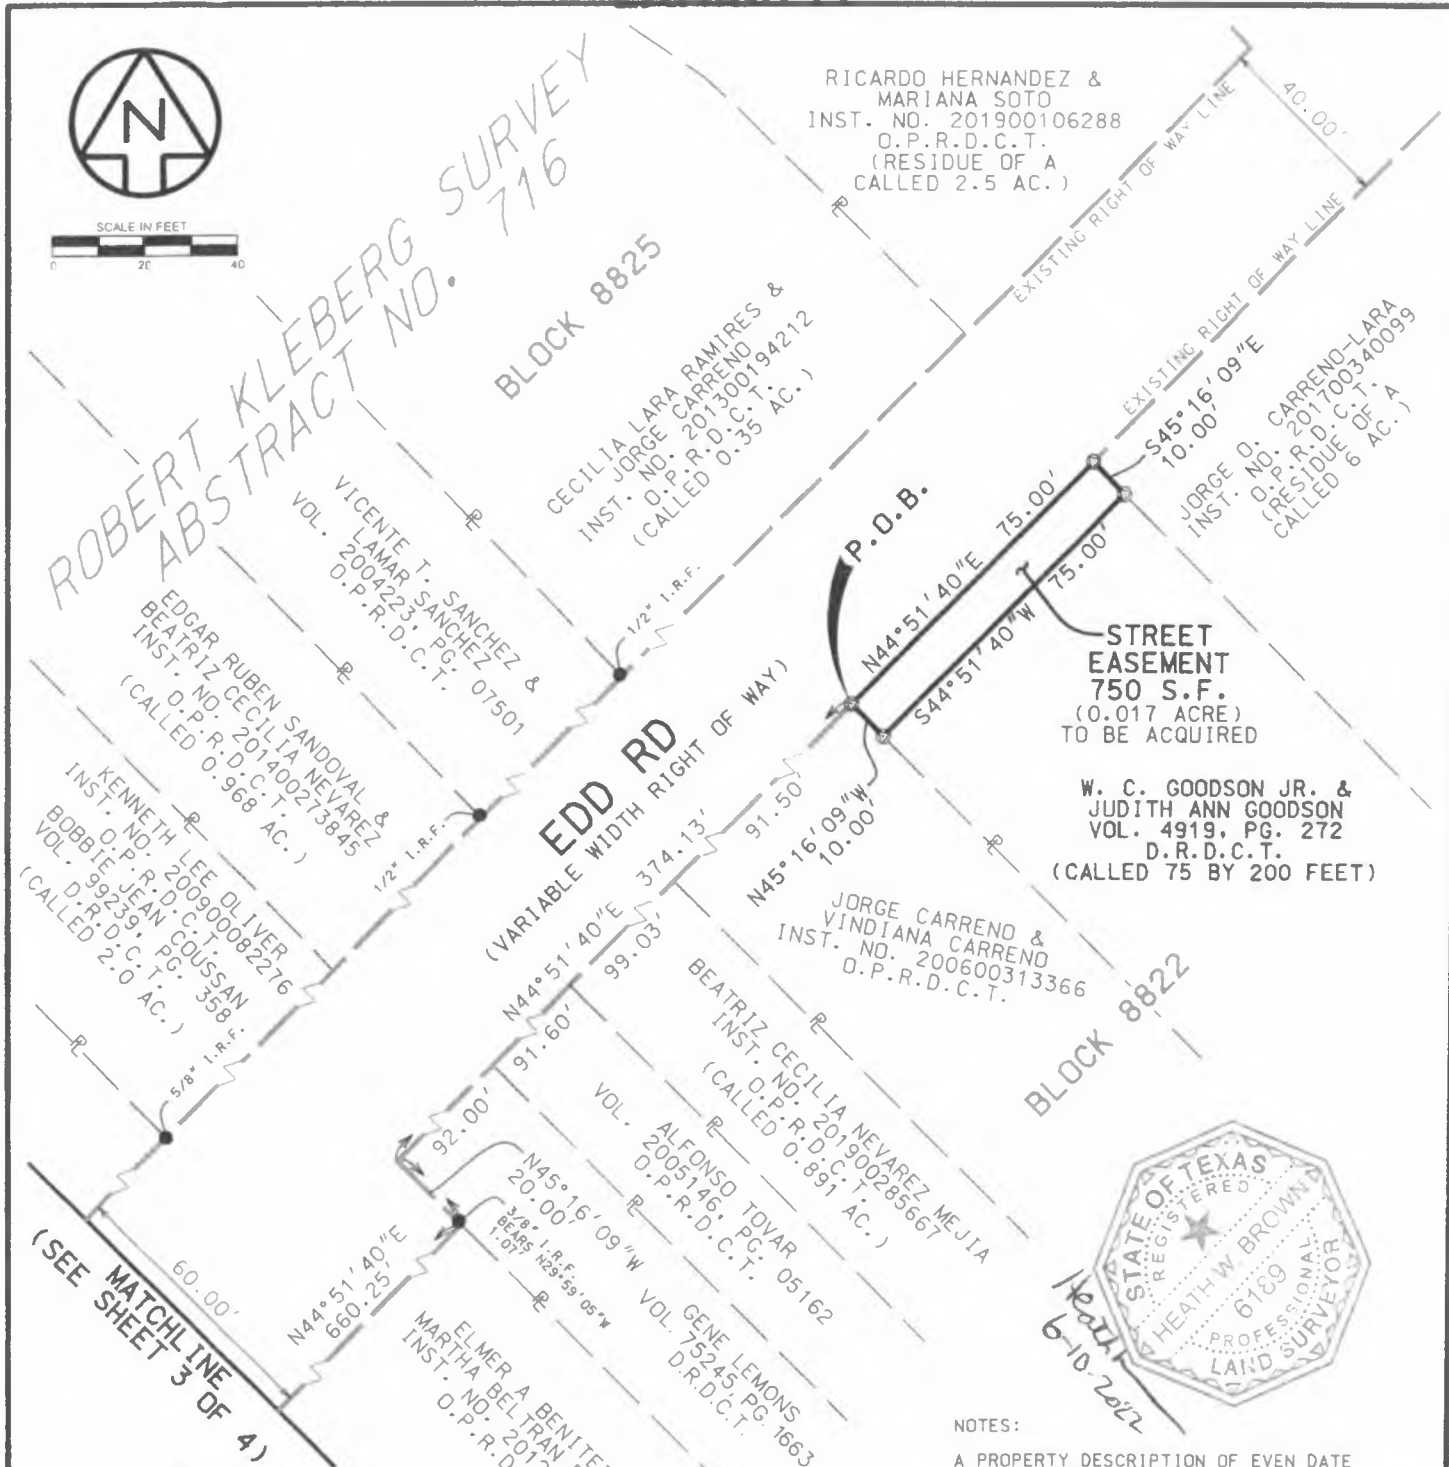 N
SCALE IN FEET
0 20 40
ROBERT KLEBERG SURVEY
ABSTRACT NO. 716
BLOCK 8825
RICARDO HERNANDEZ &
MARIANA SOTO
INST. NO. 201900106288
O.P.R.D.C.T.
(RESIDUE OF A
CALLED 2.5 AC.)
EXISTING RIGHT OF WAY LINE
40.00'
EXISTING RIGHT OF WAY LINE
CECILIA LARA RAMIRES &
JORGE CARRENO
INST. NO. 201300194212
O.P.R.D.C.T.
(CALLED 0.35 AC.)
JORGE O. CARRENO-LARA
INST. NO. 201700340099
O.P.R.D.C.T.
(RESIDUE OF A
CALLED 6 AC.)
S45°16'09"E
10.00'
VICENTE T. SANCHEZ &
LAMAR SANCHEZ
VOL. 2004223, PG. 07501
O.P.R.D.C.T.
1/2" I.R.F.
P.O.B.
N44°51'40"E 75.00'
S44°51'40"W 75.00'
STREET
EASEMENT
750 S.F.
(0.017 ACRE)
TO BE ACQUIRED
EDGAR RUBEN SANDOVAL &
BEATRIZ CECILIA NEVAREZ
INST. NO. 201400273845
O.P.R.D.C.T.
(CALLED 0.968 AC.)
EDD RD
(VARIABLE WIDTH RIGHT OF WAY)
W. C. GOODSON JR. &
JUDITH ANN GOODSON
VOL. 4919, PG. 272
D.R.D.C.T.
(CALLED 75 BY 200 FEET)
N45°16'09"W
10.00'
91.50'
N44°51'40"E 374.13'
99.03'
91.60'
92.00'
1/2" I.R.F.
KENNETH LEE OLIVER
INST. NO. 200900082276
O.P.R.D.C.T.
BOBBIE JEAN COUSSAN
VOL. 99239, PG. 358
D.R.D.C.T.
(CALLED 2.0 AC.)
5/8" I.R.F.
JORGE CARRENO &
VINDIANA CARRENO
INST. NO. 200600313366
O.P.R.D.C.T.
BLOCK 8822
BEATRIZ CECILIA NEVAREZ MEJIA
INST. NO. 201900285667
O.P.R.D.C.T.
(CALLED 0.891 AC.)
ALFONSO TOVAR
VOL. 2005146, PG. 05162
O.P.R.D.C.T.
N45°16'09"W
20.00'
3/8" I.R.F.
BEARS N29°59'05"W
1.07'
GENE LEMONS
VOL. 75245, PG. 1663
D.R.D.C.T.
N44°51'40"E
660.25'
60.00'
MATCHLINE
(SEE SHEET 3 OF 4)
STATE OF TEXAS
REGISTERED
HEATH W. BROWN
6189
PROFESSIONAL
LAND SURVEYOR
6-10-2022
NOTES:
A PROPERTY DESCRIPTION OF EVEN DATE